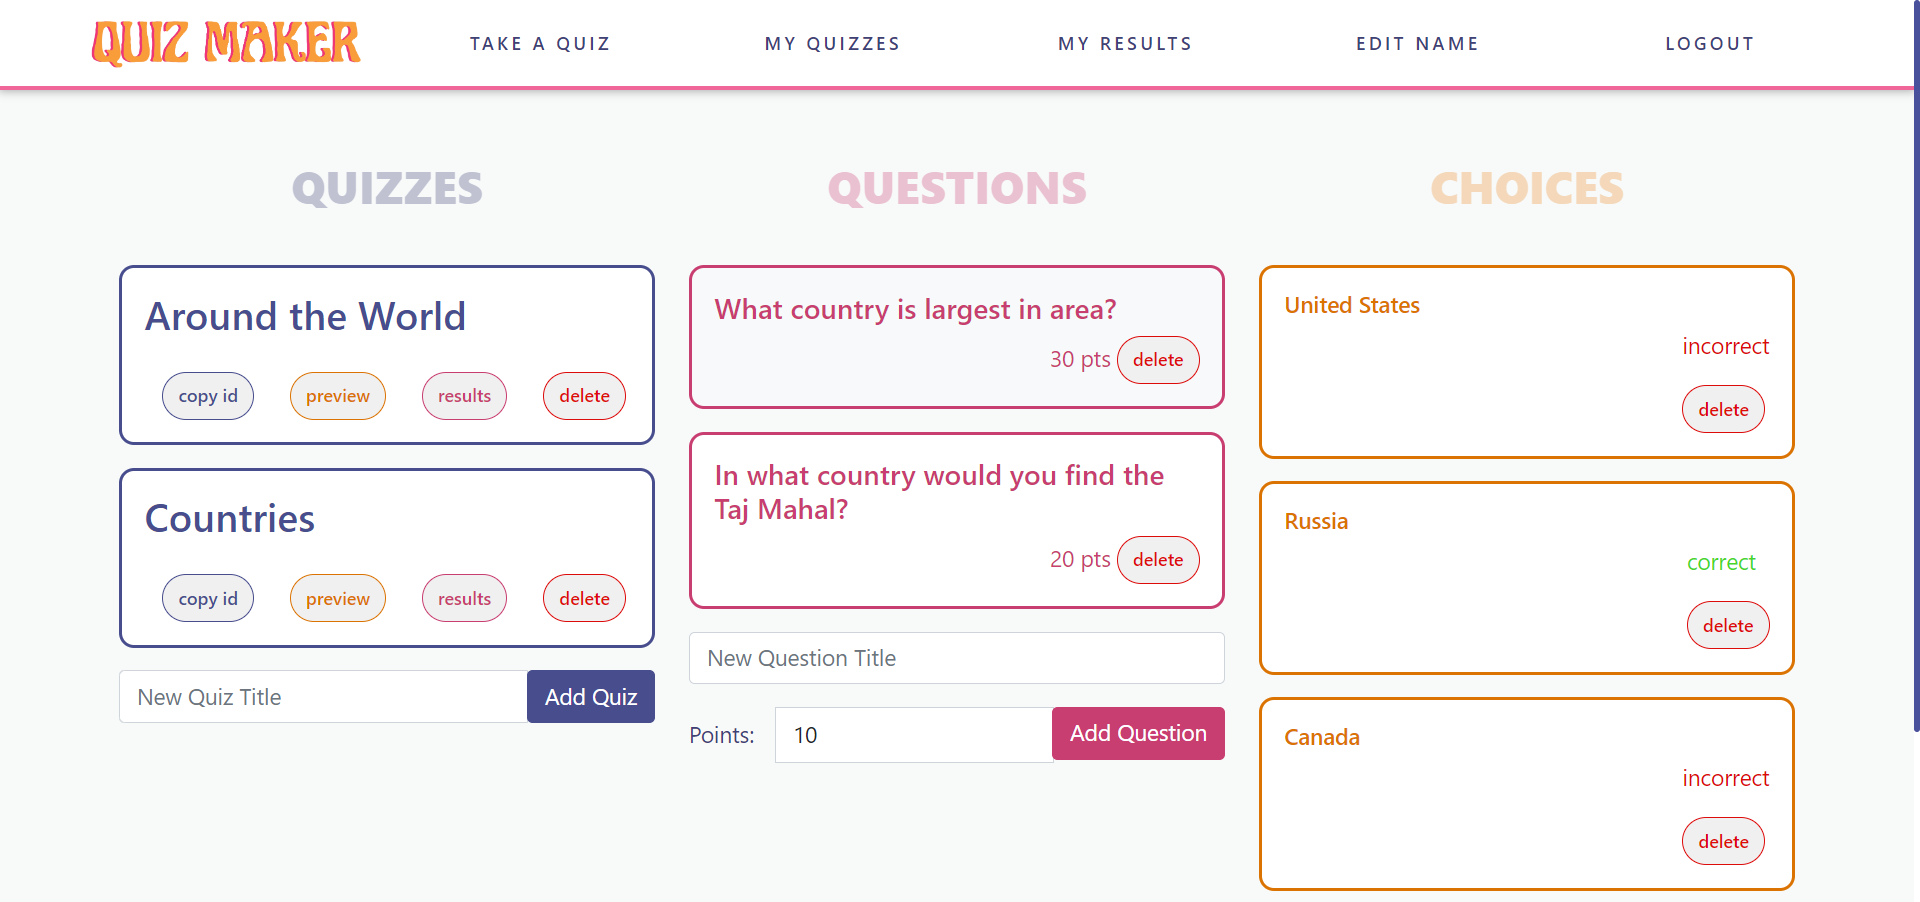 QUIZ MAKER
TAKE A QUIZ
MY QUIZZES
MY RESULTS
EDIT NAME
LOGOUT
QUIZZES
Around the World
copy id
preview
results
delete
Countries
copy id
preview
results
delete
New Quiz Title
Add Quiz
QUESTIONS
What country is largest in area?
30 pts
delete
In what country would you find the
Taj Mahal?
20 pts
delete
New Question Title
Points:
10
Add Question
CHOICES
United States
incorrect
delete
Russia
correct
delete
Canada
incorrect
delete